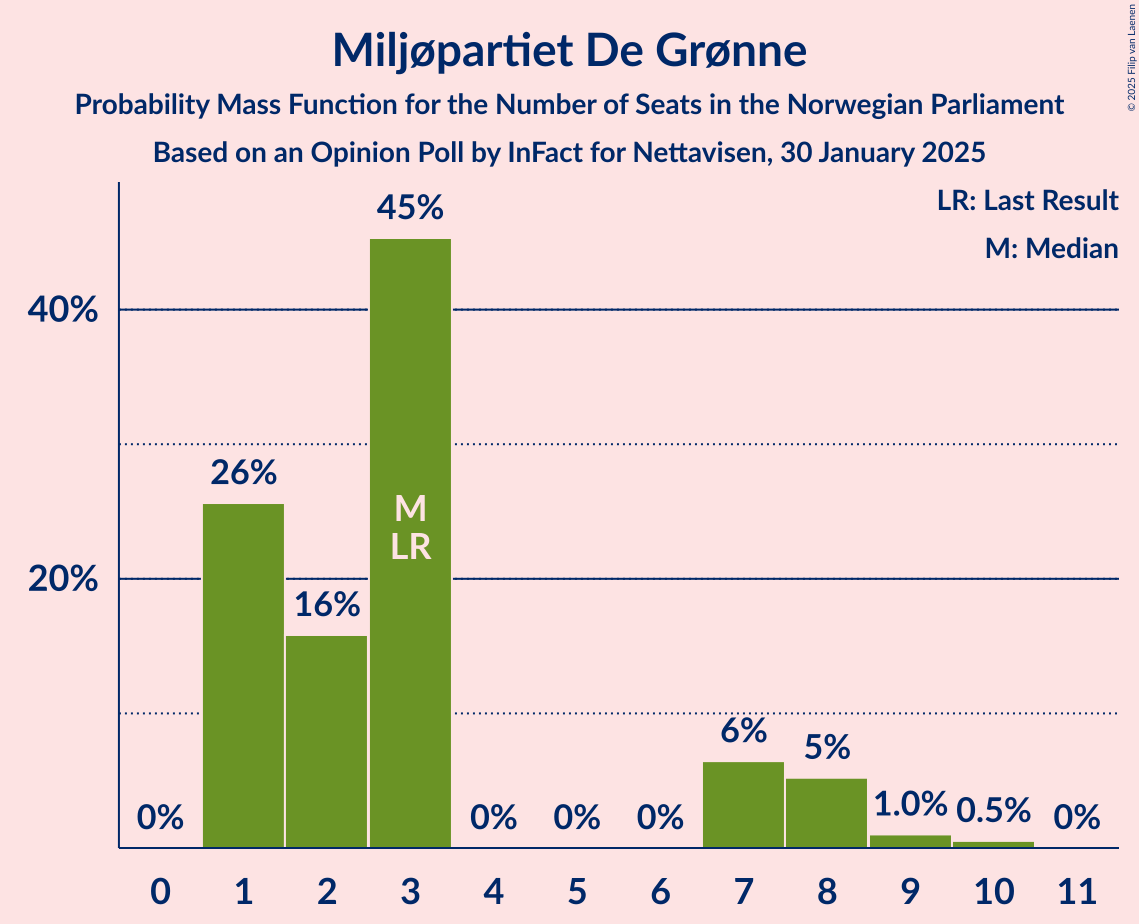 Miljøpartiet De Grønne
Probability Mass Function for the Number of Seats in the Norwegian Parliament
Based on an Opinion Poll by InFact for Nettavisen, 30 January 2025
© 2025 Filip van Laenen
LR: Last Result
M: Median
45%
40%
26%
M
LR
20%
16%
6%
5%
1.0%
0.5%
0%
0%
0%
0%
0%
0 1 2 3 4 5 6 7 8 9 10 11